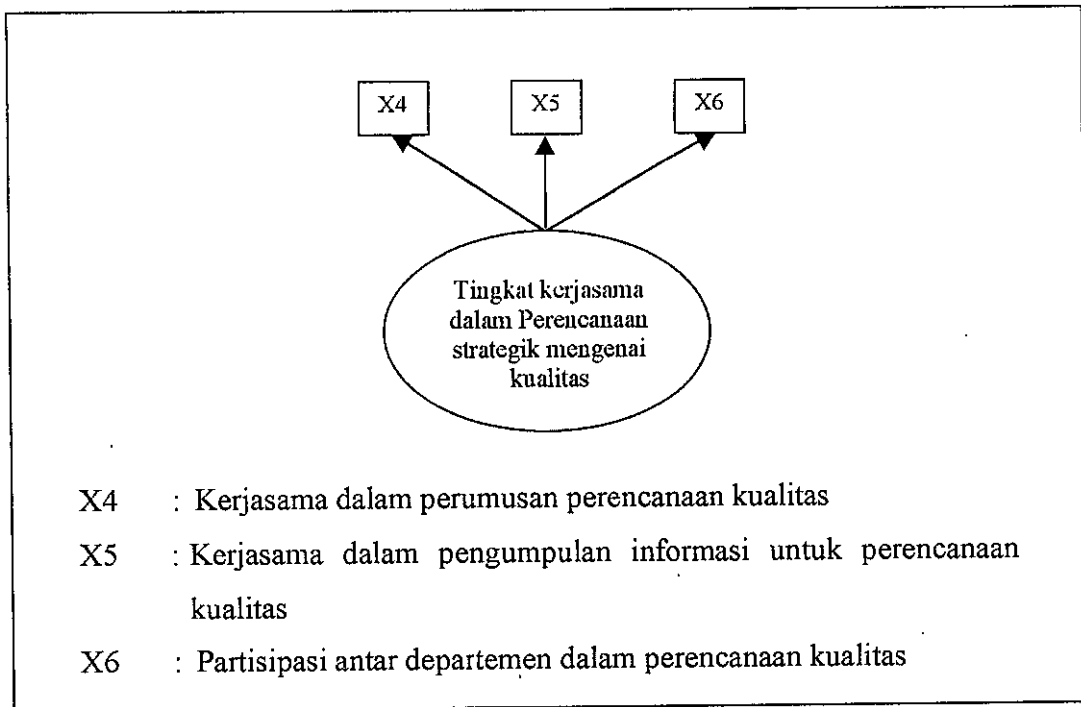 X4 X5 X6
Tingkat kerjasama
dalam Perencanaan
strategik mengenai
kualitas
X4 : Kerjasama dalam perumusan perencanaan kualitas
X5 : Kerjasama dalam pengumpulan informasi untuk perencanaan
kualitas
X6 : Partisipasi antar departemen dalam perencanaan kualitas